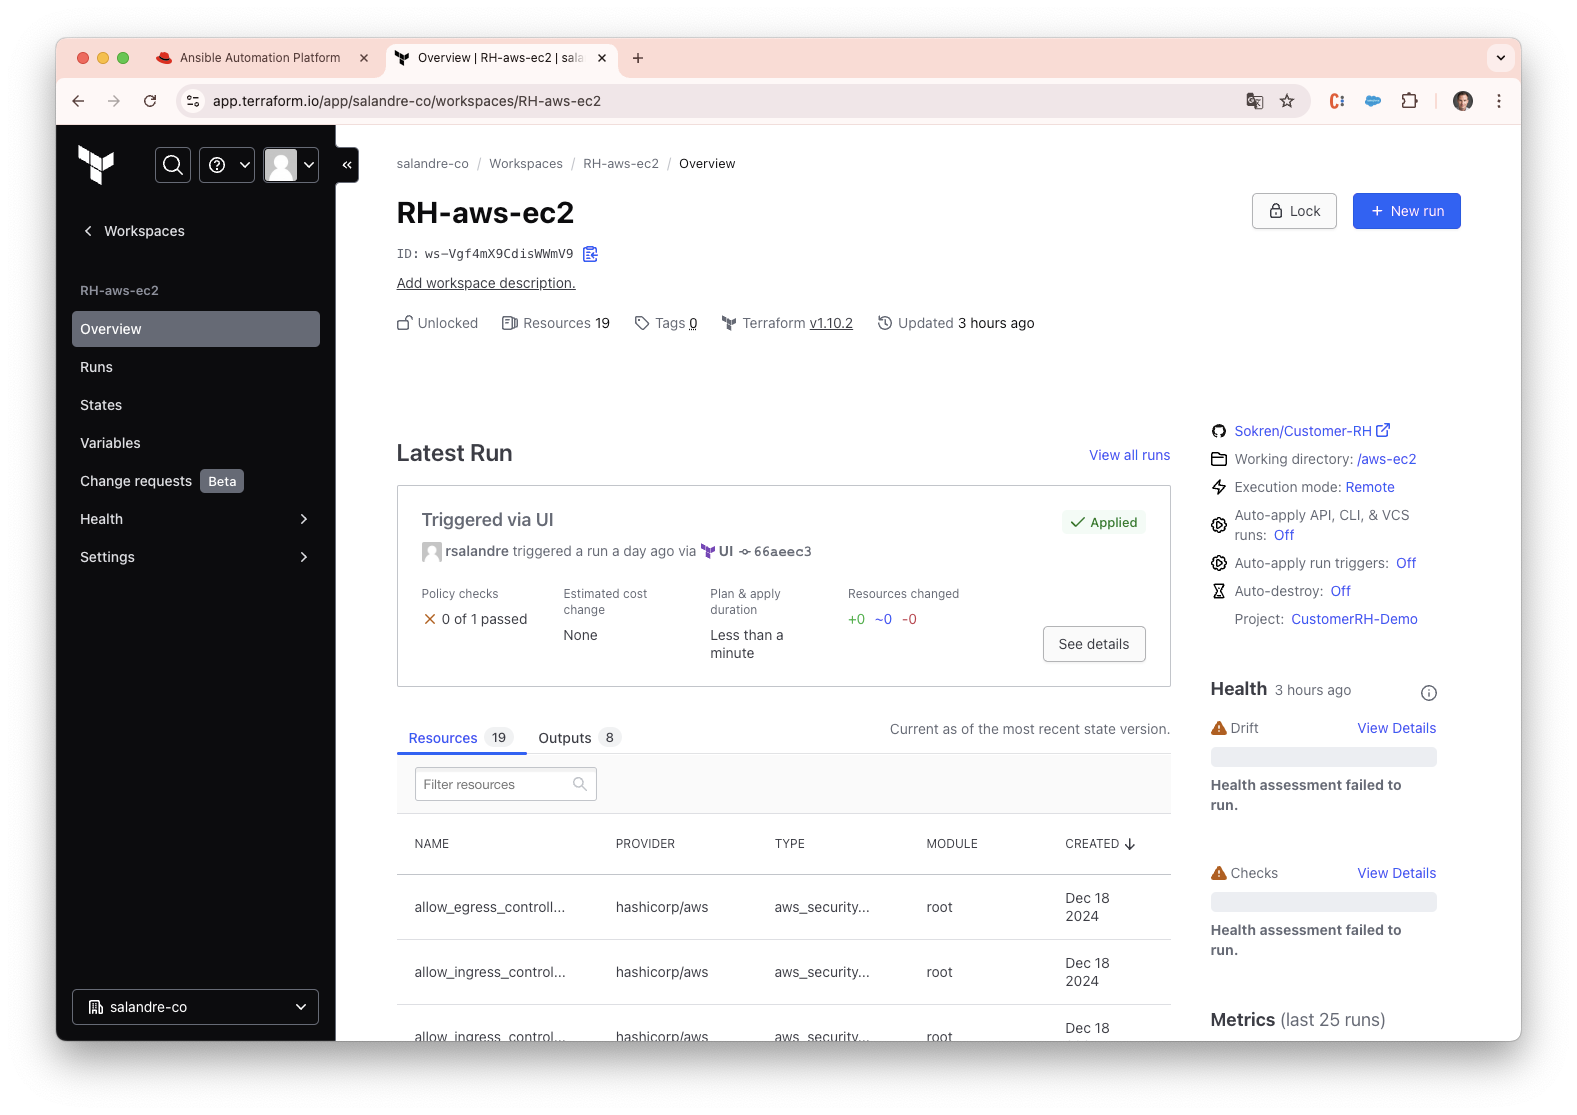 Ansible Automation Platform
Overview | RH-aws-ec2 | sala
app.terraform.io/app/salandre-co/workspaces/RH-aws-ec2
Workspaces
RH-aws-ec2
Overview
Runs
States
Variables
Change requests Beta
Health
Settings
salandre-co
salandre-co / Workspaces / RH-aws-ec2 / Overview
RH-aws-ec2
Lock
+ New run
ID: ws-Vgf4mX9CdisWWmV9
Add workspace description.
Unlocked Resources 19 Tags 0 Terraform v1.10.2 Updated 3 hours ago
Latest Run
View all runs
Triggered via UI
Applied
rsalandre triggered a run a day ago via UI 66aeec3
Policy checks
0 of 1 passed
Estimated cost
change
None
Plan & apply
duration
Less than a
minute
Resources changed
+0 ~0 -0
See details
Resources 19 Outputs 8
Current as of the most recent state version.
Filter resources
NAME PROVIDER TYPE MODULE CREATED
allow_egress_controll... hashicorp/aws aws_security... root Dec 18
2024
allow_ingress_control... hashicorp/aws aws_security... root Dec 18
2024
allow_ingress_control... hashicorp/aws aws_security... root Dec 18
Sokren/Customer-RH
Working directory: /aws-ec2
Execution mode: Remote
Auto-apply API, CLI, & VCS
runs: Off
Auto-apply run triggers: Off
Auto-destroy: Off
Project: CustomerRH-Demo
Health 3 hours ago
Drift View Details
Health assessment failed to
run.
Checks View Details
Health assessment failed to
run.
Metrics (last 25 runs)